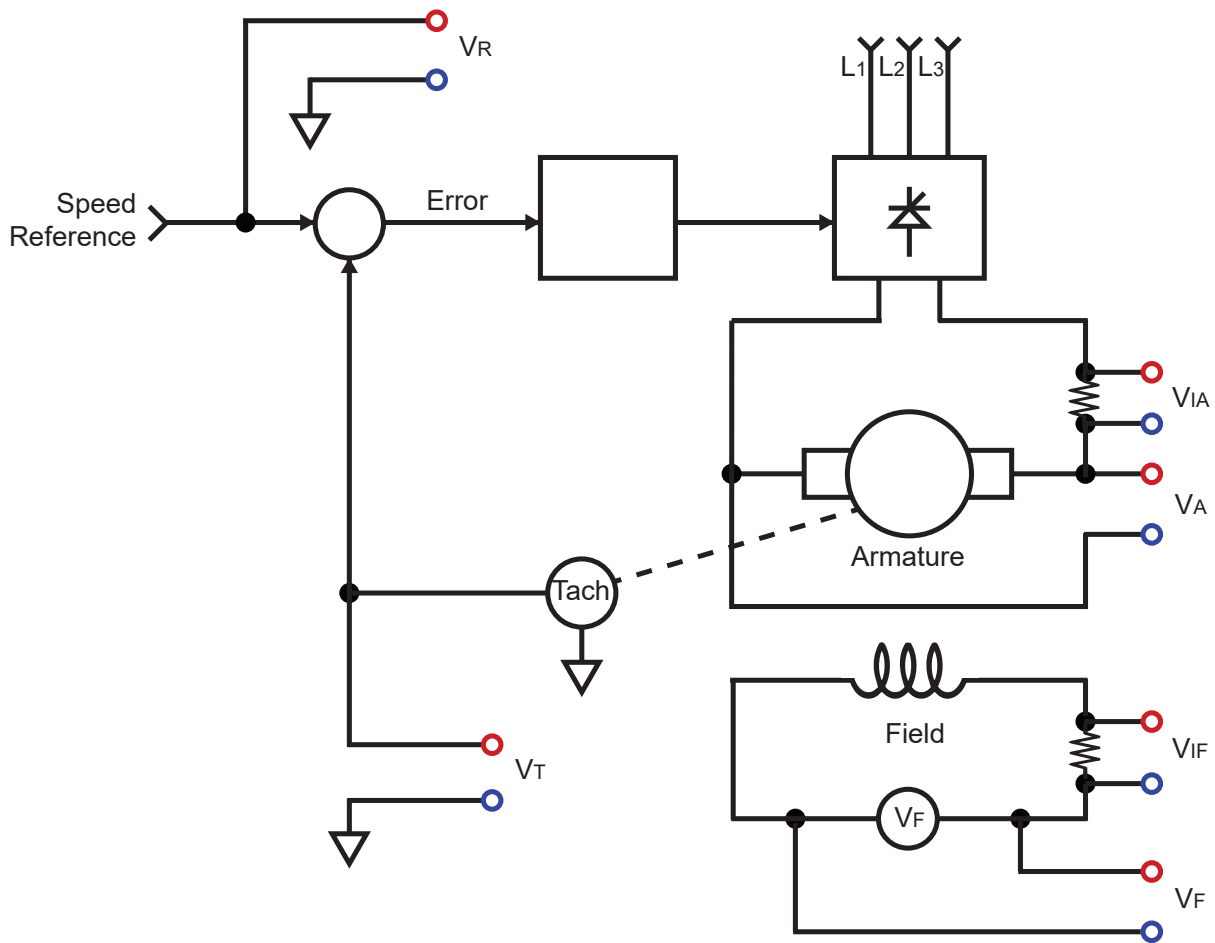 VR
L1 L2 L3
Speed
Reference
Error
VIA
VA
Armature
Tach
Field
VIF
VT
VF
VF